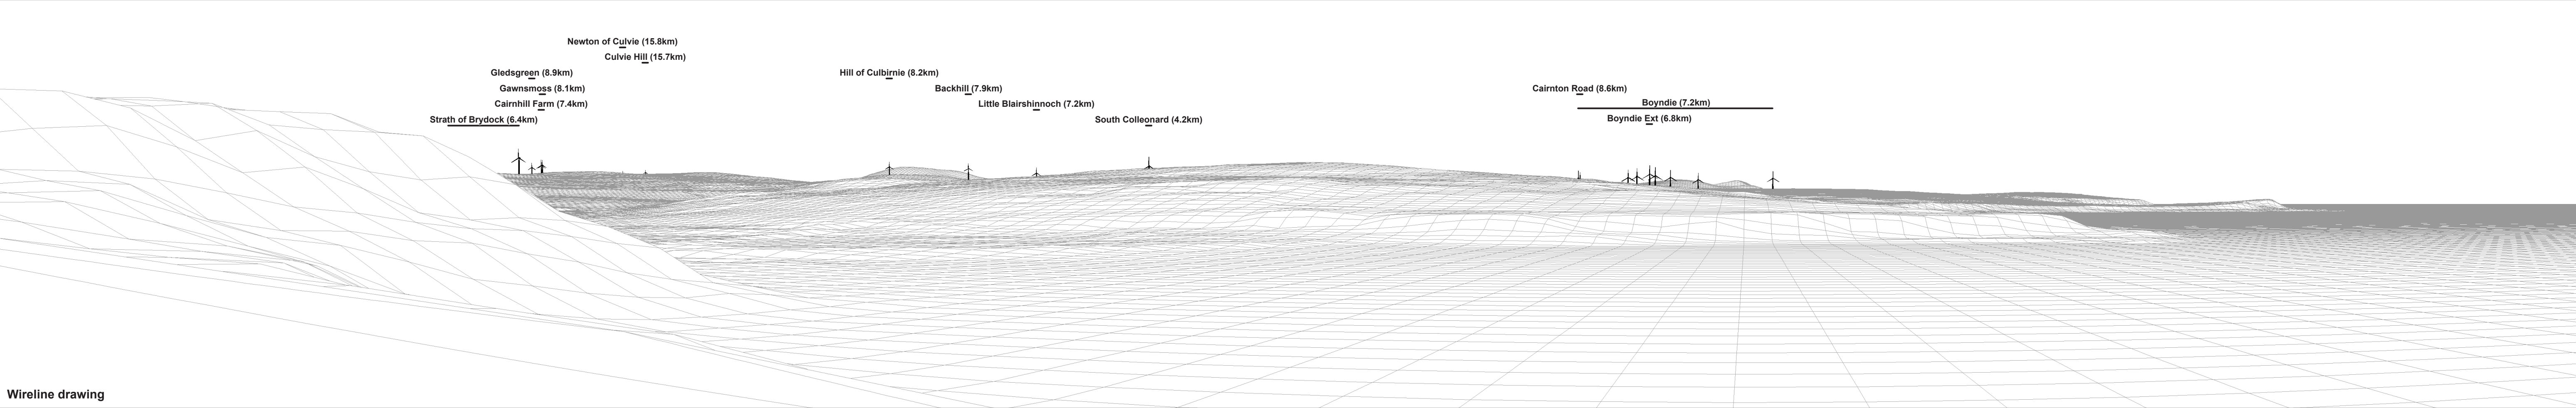 Newton of Culvie (15.8km)
Culvie Hill (15.7km)
Gledsgreen (8.9km)
Gawnsmoss (8.1km)
Cairnhill Farm (7.4km)
Strath of Brydock (6.4km)
Hill of Culbirnie (8.2km)
Backhill (7.9km)
Little Blairshinnoch (7.2km)
South Colleonard (4.2km)
Cairnton Road (8.6km)
Boyndie (7.2km)
Boyndie Ext (6.8km)
Wireline drawing